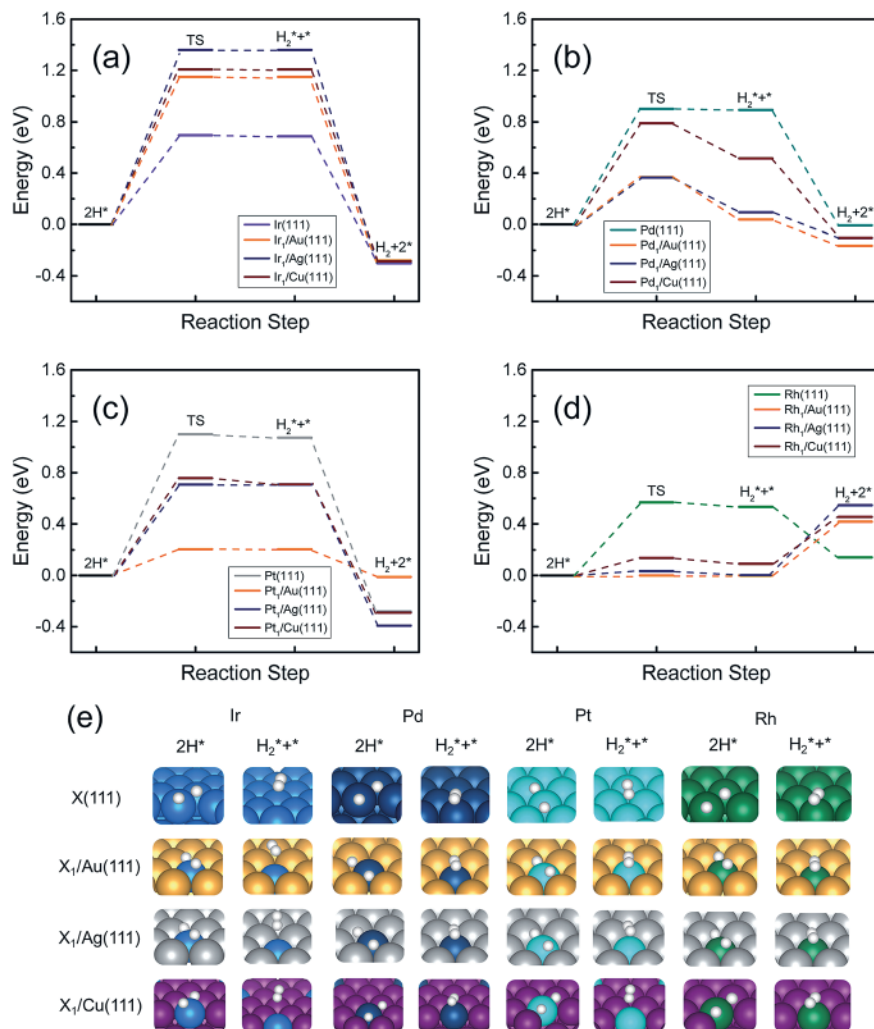 (a)
TS
H2*+*
1.6
1.2
0.8
0.4
0.0
-0.4
Energy (eV)
2H*
H2+2*
Ir(111)
Ir1/Au(111)
Ir1/Ag(111)
Ir1/Cu(111)
Reaction Step
(b)
TS
H2*+*
1.6
1.2
0.8
0.4
0.0
-0.4
Energy (eV)
2H*
H2+2*
Pd(111)
Pd1/Au(111)
Pd1/Ag(111)
Pd1/Cu(111)
Reaction Step
(c)
TS
H2*+*
1.6
1.2
0.8
0.4
0.0
-0.4
Energy (eV)
2H*
H2+2*
Pt(111)
Pt1/Au(111)
Pt1/Ag(111)
Pt1/Cu(111)
Reaction Step
(d)
Rh(111)
Rh1/Au(111)
Rh1/Ag(111)
Rh1/Cu(111)
1.6
1.2
0.8
0.4
0.0
-0.4
Energy (eV)
TS
H2*+*
H2+2*
2H*
Reaction Step
(e)
Ir Pd Pt Rh
2H* H2*+* 2H* H2*+* 2H* H2*+* 2H* H2*+*
X(111)
X1/Au(111)
X1/Ag(111)
X1/Cu(111)